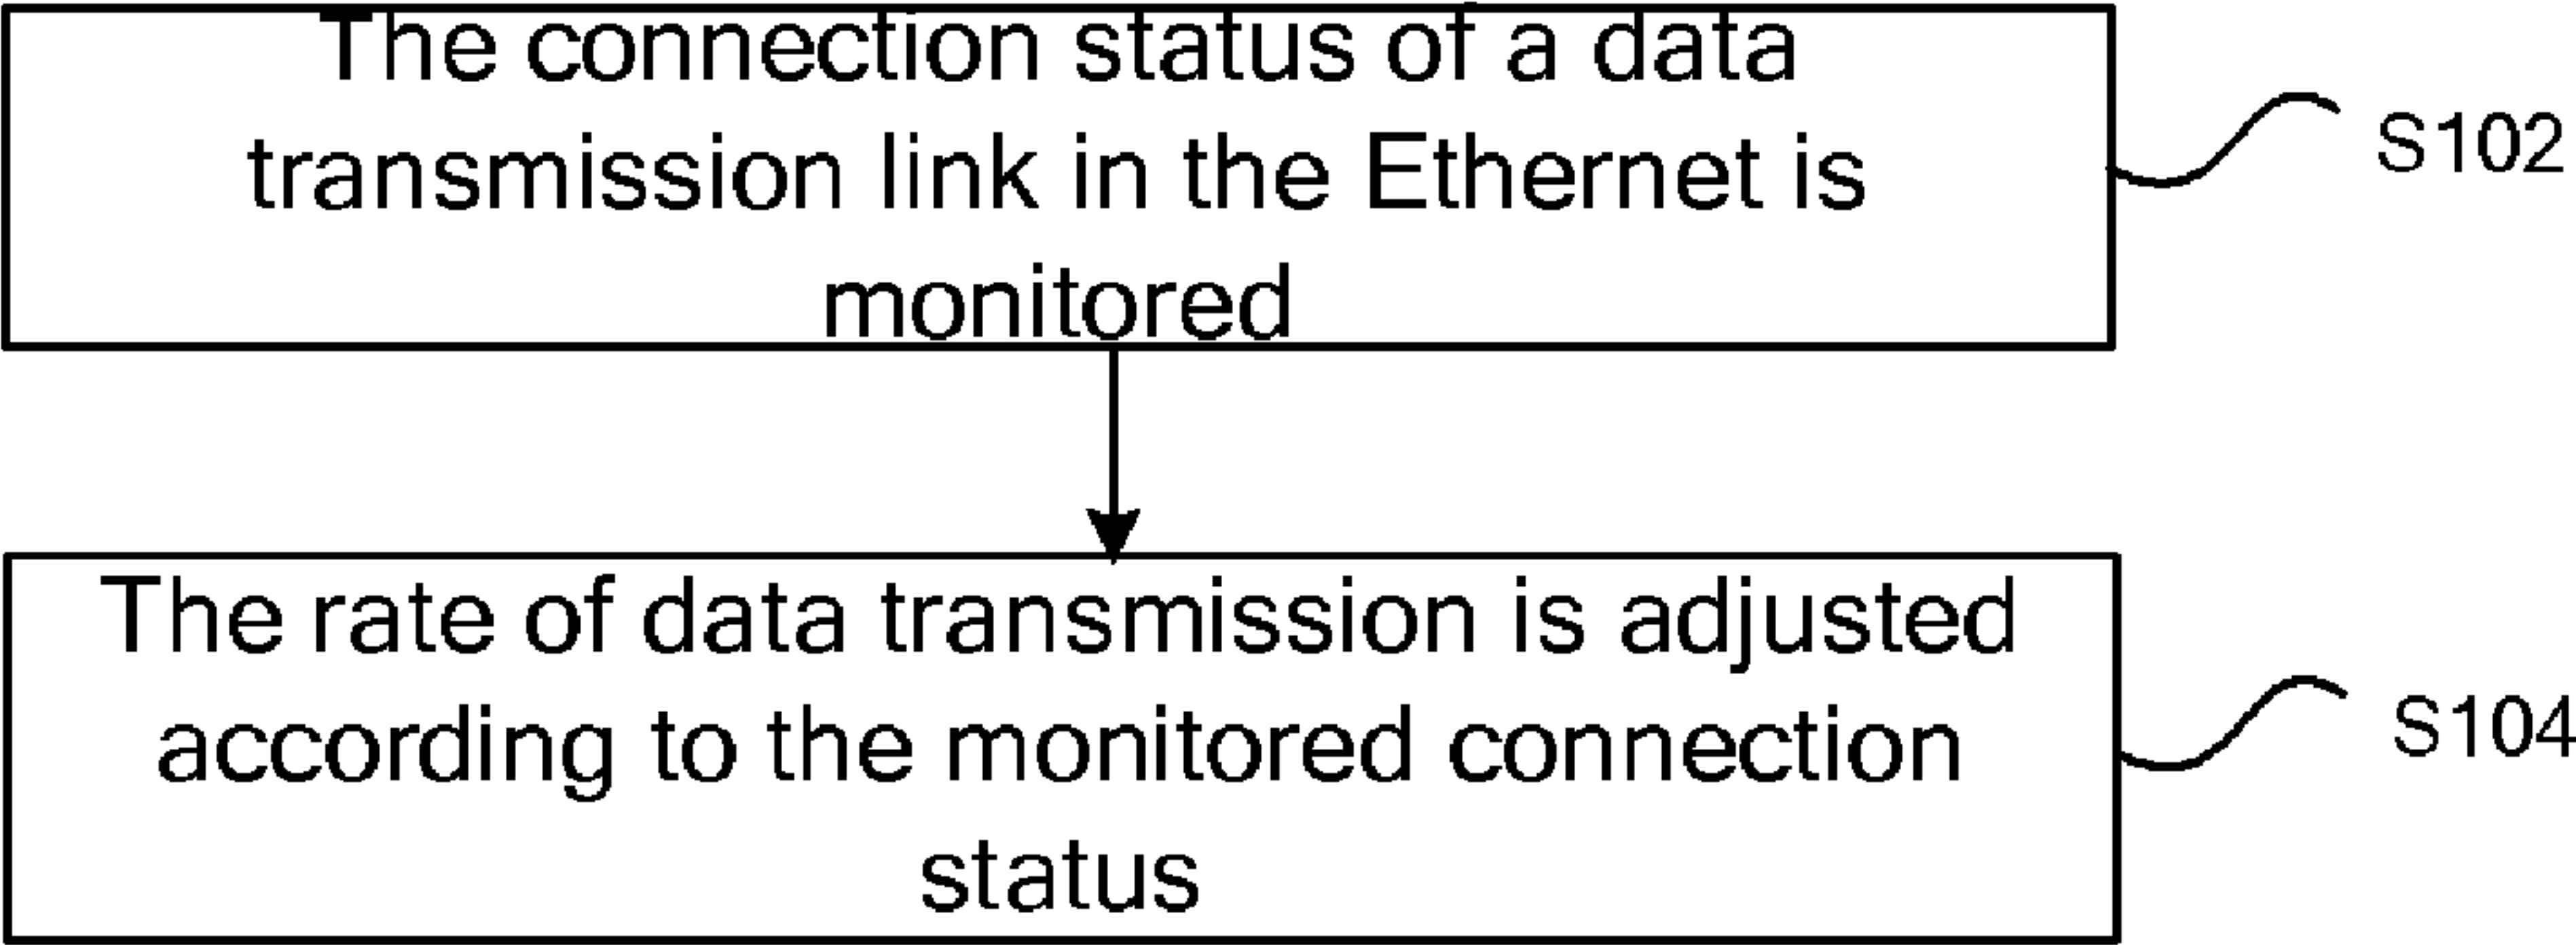 The connection status of a data
transmission link in the Ethernet is
monitored
S102
The rate of data transmission is adjusted
according to the monitored connection
status
S104